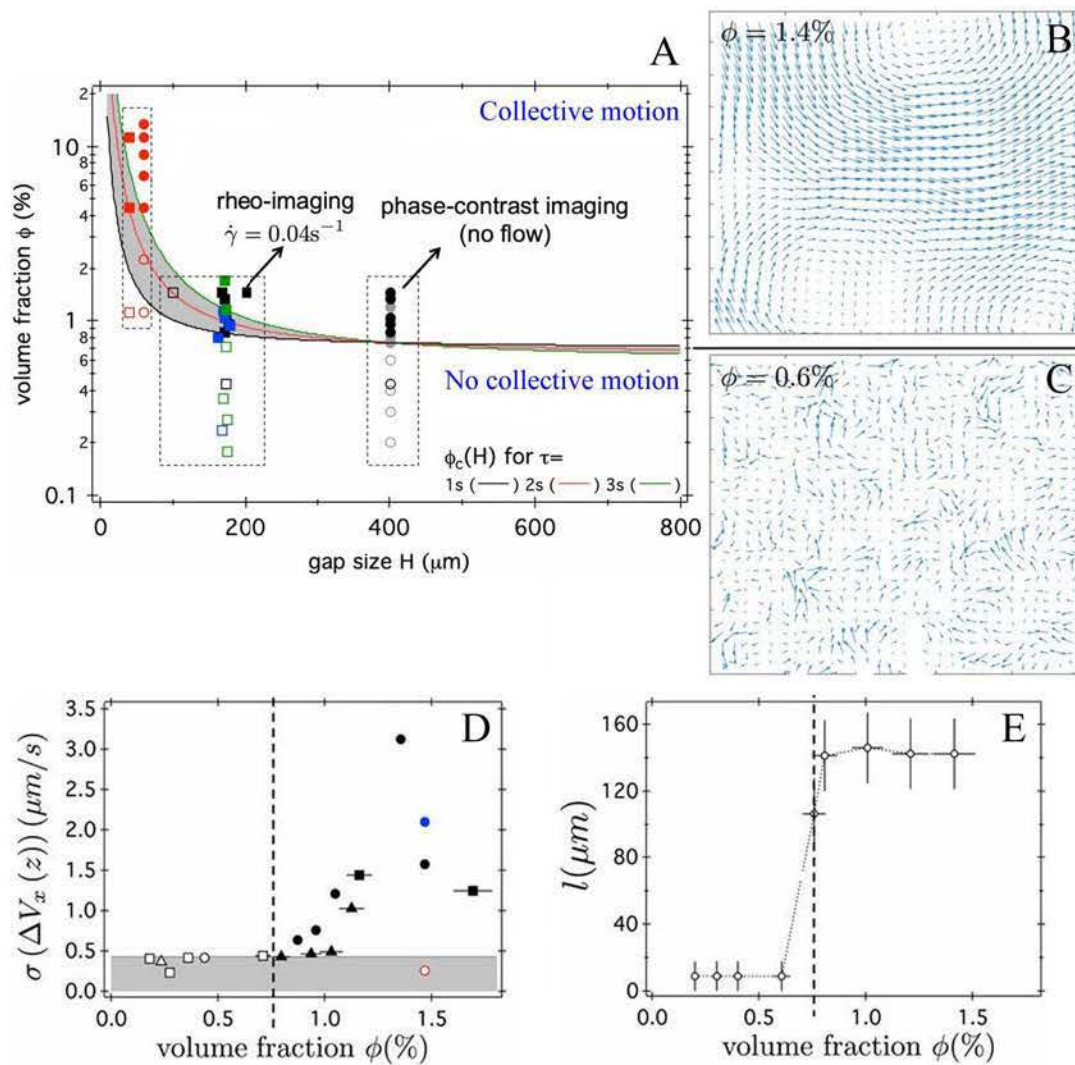 A
2
10
8
6
4
2
1
8
6
4
2
0.1
volume fraction ϕ (%)
Collective motion
rheo-imaging
γ̇ = 0.04s⁻¹
phase-contrast imaging
(no flow)
No collective motion
ϕc(H) for τ=
1s ( ) 2s ( ) 3s ( )
0 200 400 600 800
gap size H (μm)
ϕ = 1.4% B
ϕ = 0.6% C
D
3.5
3.0
2.5
2.0
1.5
1.0
0.5
0.0
σ (ΔVx (z)) (μm/s)
0.0 0.5 1.0 1.5
volume fraction ϕ(%)
E
160
120
80
40
0
l(μm)
0.0 0.5 1.0 1.5
volume fraction ϕ(%)